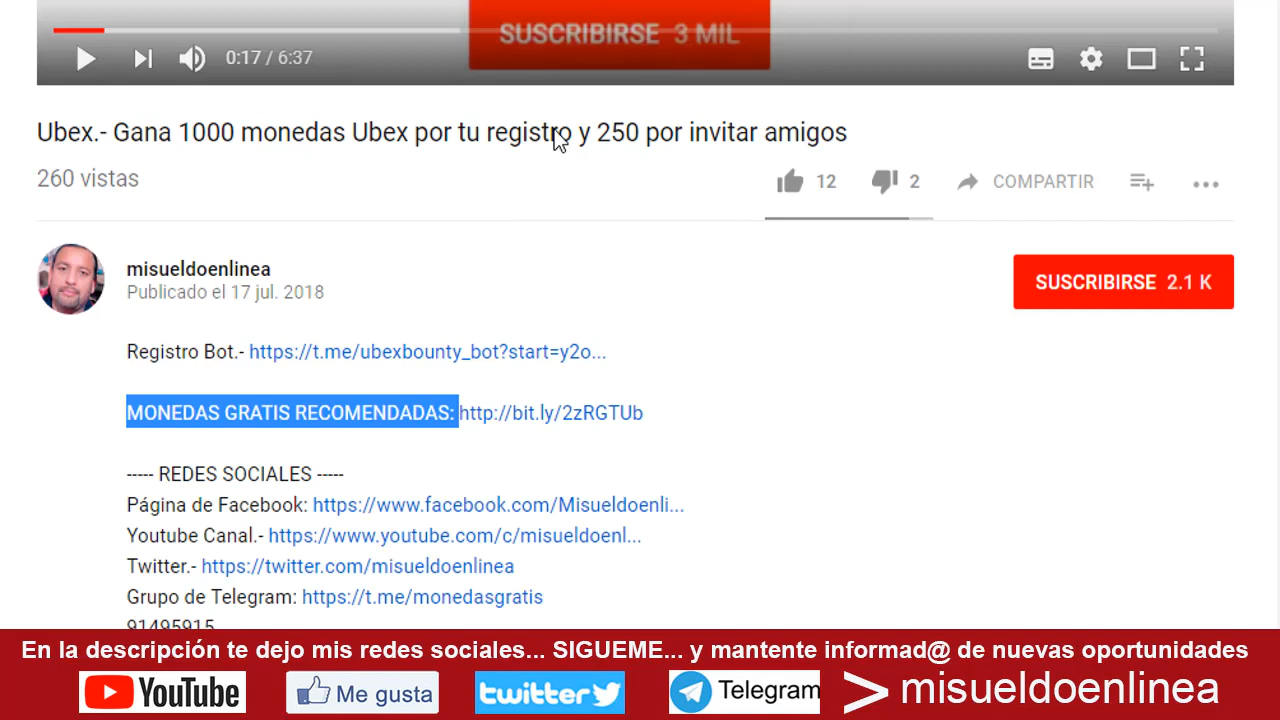 SUSCRIBIRSE 3 MIL
0:17 / 6:37
Ubex.- Gana 1000 monedas Ubex por tu registro y 250 por invitar amigos
260 vistas
12
2
COMPARTIR
misueldoenlinea
Publicado el 17 jul. 2018
SUSCRIBIRSE 2.1 K
Registro Bot.- https://t.me/ubexbounty_bot?start=y2o...
MONEDAS GRATIS RECOMENDADAS: http://bit.ly/2zRGTUb
----- REDES SOCIALES -----
Página de Facebook: https://www.facebook.com/Misueldoenli...
Youtube Canal.- https://www.youtube.com/c/misueldoenl...
Twitter.- https://twitter.com/misueldoenlinea
Grupo de Telegram: https://t.me/monedasgratis
91495915
En la descripción te dejo mis redes sociales... SIGUEME... y mantente informad@ de nuevas oportunidades
YouTube
Me gusta
twitter
Telegram
> misueldoenlinea